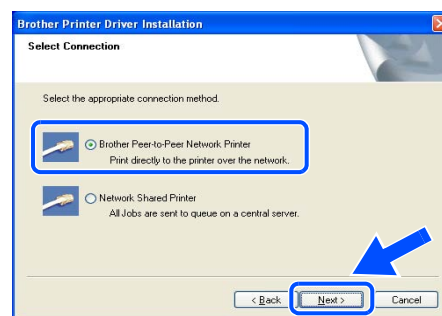 Brother Printer Driver Installation
Select Connection
Select the appropriate connection method.
Brother Peer-to-Peer Network Printer
Print directly to the printer over the network.
Network Shared Printer
All Jobs are sent to queue on a central server.
< Back Next > Cancel